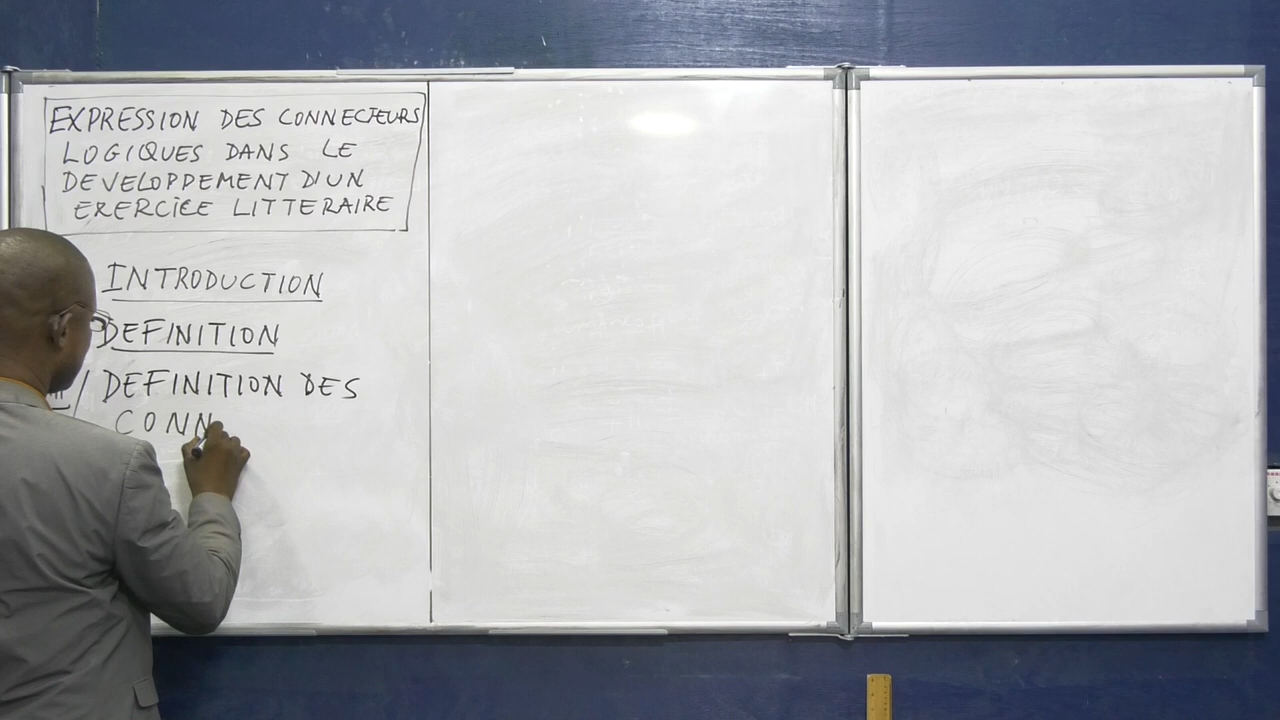 EXPRESSION DES CONNECTEURS
LOGIQUES DANS LE
DEVELOPPEMENT D'UN
EXERCICE LITTERAIRE
INTRODUCTION
DEFINITION
/ DEFINITION DES
CONN